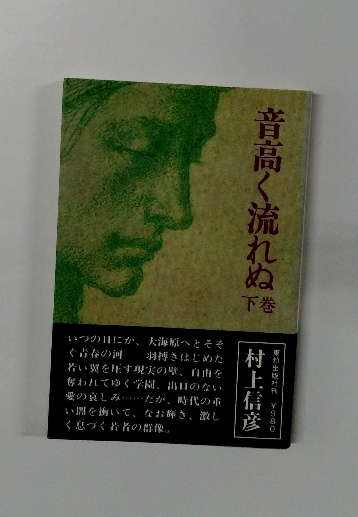 音高く流れぬ
下巻
いつの日にか、大海原へとそそ
ぐ青春の河――羽搏きはじめた
若い翼を圧す現実の壁、自由を
奪われてゆく学園、出口のない
愛の哀しみ……だが、時代の重
い闇を衝いて、なお輝き、激し
く息づく若者の群像。
村上信彦
出版社刊 ¥980